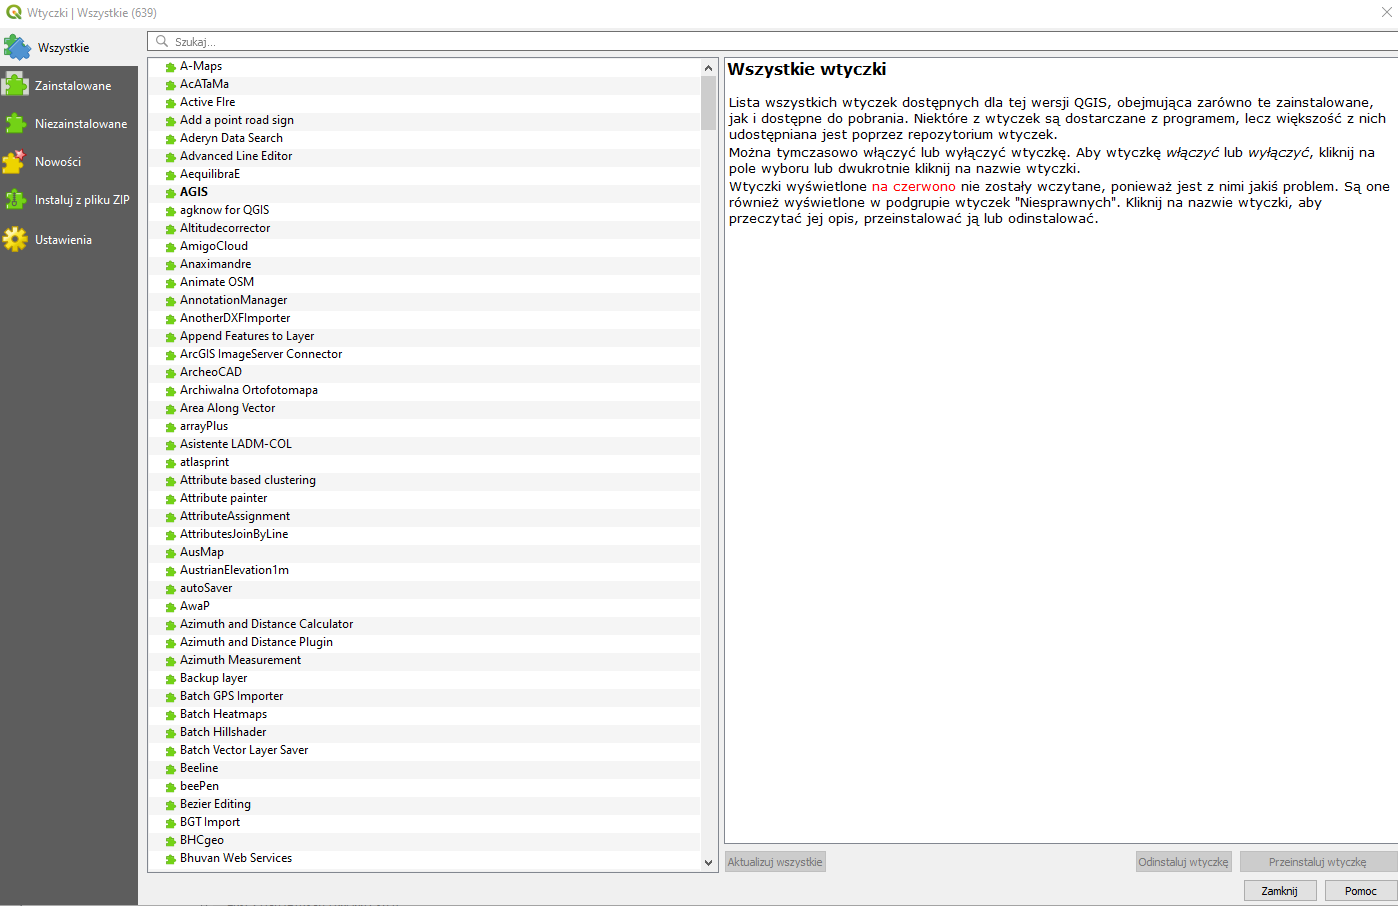 Wtyczki | Wszystkie (639)
Wszystkie
Zainstalowane
Niezainstalowane
Nowości
Instaluj z pliku ZIP
Ustawienia
Szukaj...
A-Maps
AcATaMa
Active FIre
Add a point road sign
Aderyn Data Search
Advanced Line Editor
AequilibraE
AGIS
agknow for QGIS
Altitudecorrector
AmigoCloud
Anaximandre
Animate OSM
AnnotationManager
AnotherDXFImporter
Append Features to Layer
ArcGIS ImageServer Connector
ArcheoCAD
Archiwalna Ortofotomapa
Area Along Vector
arrayPlus
Asistente LADM-COL
atlasprint
Attribute based clustering
Attribute painter
AttributeAssignment
AttributesJoinByLine
AusMap
AustrianElevation1m
autoSaver
AwaP
Azimuth and Distance Calculator
Azimuth and Distance Plugin
Azimuth Measurement
Backup layer
Batch GPS Importer
Batch Heatmaps
Batch Hillshader
Batch Vector Layer Saver
Beeline
beePen
Bezier Editing
BGT Import
BHCgeo
Bhuvan Web Services
Wszystkie wtyczki
Lista wszystkich wtyczek dostępnych dla tej wersji QGIS, obejmująca zarówno te zainstalowane,
jak i dostępne do pobrania. Niektóre z wtyczek są dostarczane z programem, lecz większość z nich
udostępniana jest poprzez repozytorium wtyczek.
Można tymczasowo włączyć lub wyłączyć wtyczkę. Aby wtyczkę włączyć lub wyłączyć, kliknij na
pole wyboru lub dwukrotnie kliknij na nazwie wtyczki.
Wtyczki wyświetlone na czerwono nie zostały wczytane, ponieważ jest z nimi jakiś problem. Są one
również wyświetlone w podgrupie wtyczek "Niesprawnych". Kliknij na nazwie wtyczki, aby
przeczytać jej opis, przeinstalować ją lub odinstalować.
Aktualizuj wszystkie
Odinstaluj wtyczkę
Przeinstaluj wtyczkę
Zamknij
Pomoc